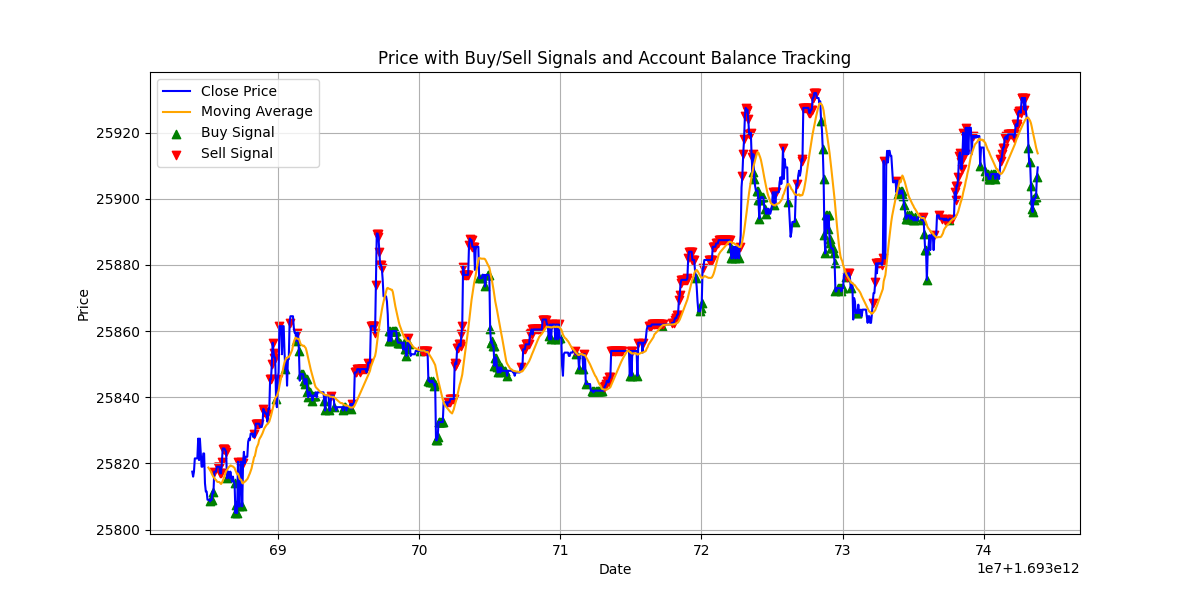 Price with Buy/Sell Signals and Account Balance Tracking
Close Price
Moving Average
Buy Signal
Sell Signal
Price
25920
25900
25880
25860
25840
25820
25800
69 70 71 72 73 74
1e7+1.693e12
Date